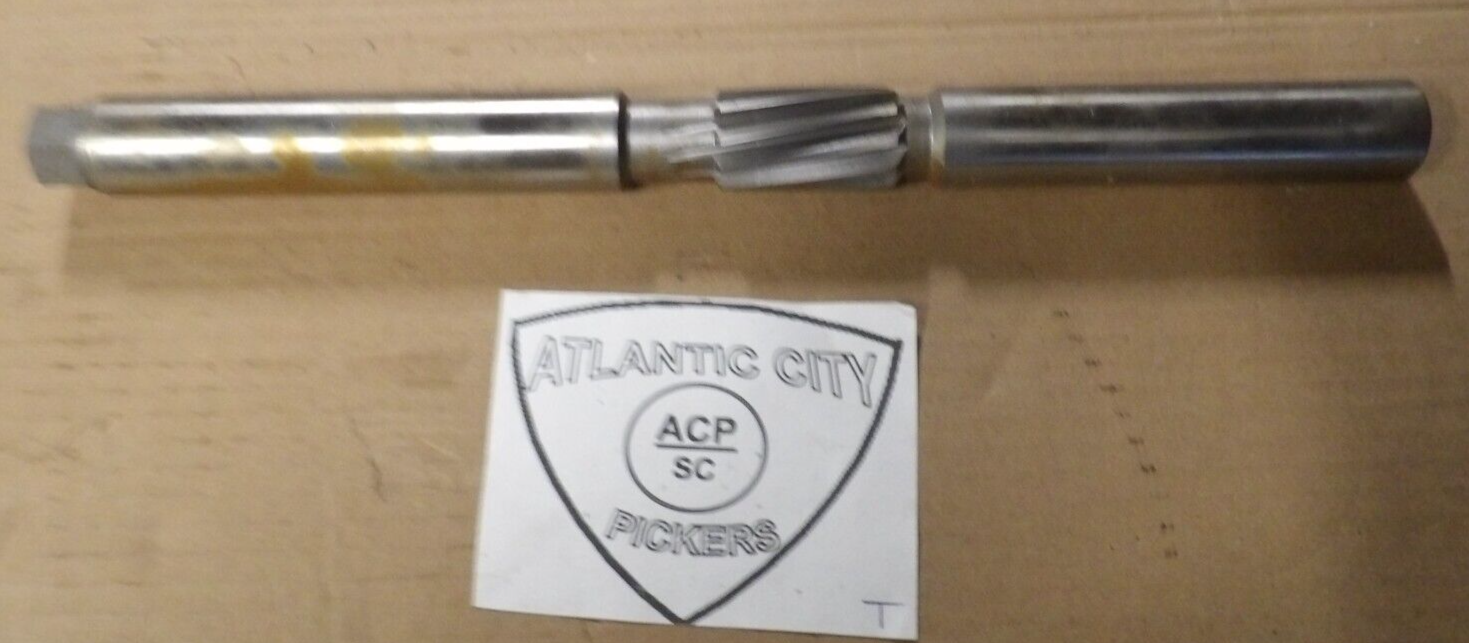 ATLANTIC CITY
ACP
SC
PICKERS
T